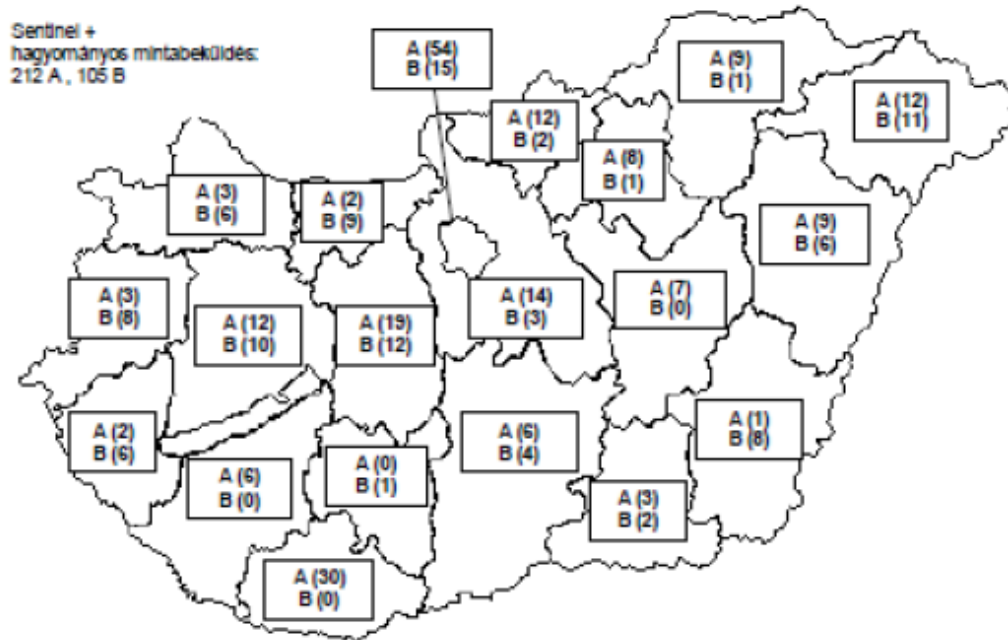 Sentinel +
hagyományos mintabeküldés:
212 A , 105 B
A (54)
B (15)
A (9)
B (1)
A (12)
B (11)
A (12)
B (2)
A (8)
B (1)
A (3)
B (6)
A (2)
B (9)
A (9)
B (6)
A (3)
B (8)
A (12)
B (10)
A (19)
B (12)
A (14)
B (3)
A (7)
B (0)
A (2)
B (6)
A (6)
B (0)
A (0)
B (1)
A (6)
B (4)
A (1)
B (8)
A (3)
B (2)
A (30)
B (0)